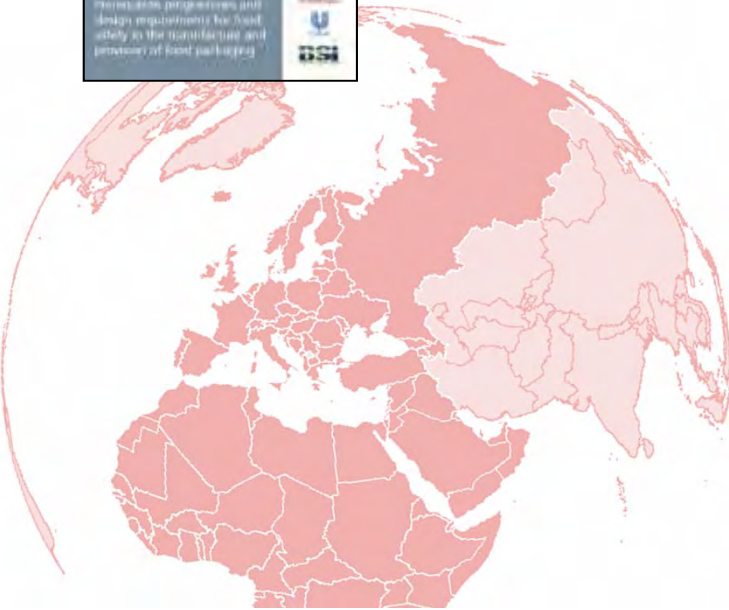 Prerequisite programmes and
design requirements for food
safety in the manufacture and
provision of food packaging
BSI